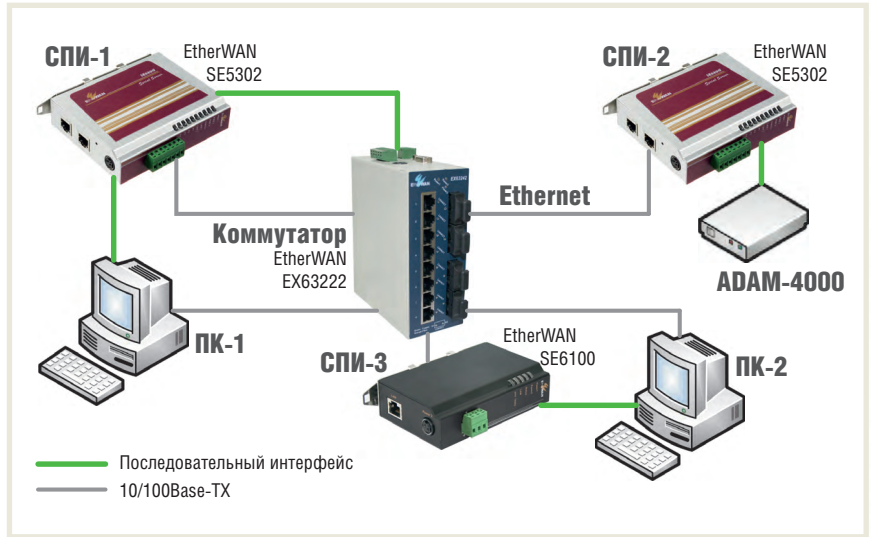 СПИ-1
EtherWAN
SE5302
СПИ-2
EtherWAN
SE5302
Ethernet
Коммутатор
EtherWAN
EX63222
ADAM-4000
ПК-1
СПИ-3
EtherWAN
SE6100
ПК-2
Последовательный интерфейс
10/100Base-TX